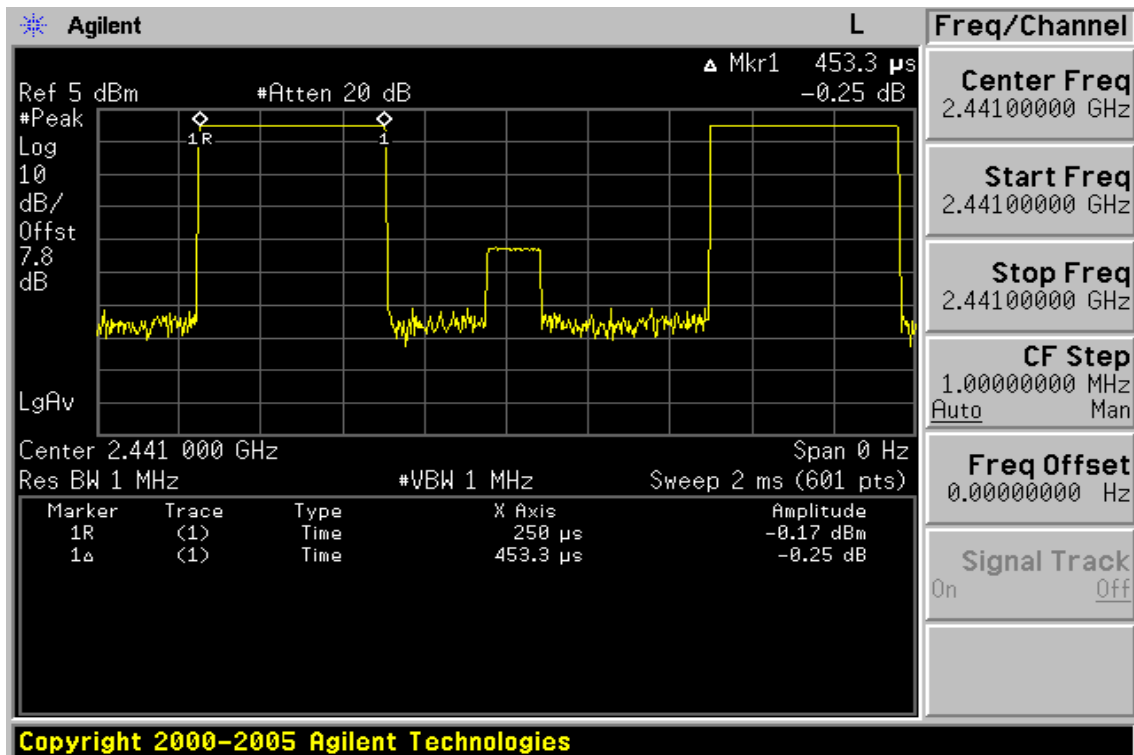 Agilent L
Δ Mkr1 453.3 µs
Ref 5 dBm #Atten 20 dB -0.25 dB
#Peak
Log
10
dB/
Offst
7.8
dB
1R 1
LgAv
Center 2.441 000 GHz Span 0 Hz
Res BW 1 MHz #VBW 1 MHz Sweep 2 ms (601 pts)
Marker Trace Type X Axis Amplitude
1R (1) Time 250 µs -0.17 dBm
1Δ (1) Time 453.3 µs -0.25 dB
Freq/Channel
Center Freq
2.44100000 GHz
Start Freq
2.44100000 GHz
Stop Freq
2.44100000 GHz
CF Step
1.00000000 MHz
Auto Man
Freq Offset
0.00000000 Hz
Signal Track
On Off
Copyright 2000-2005 Agilent Technologies